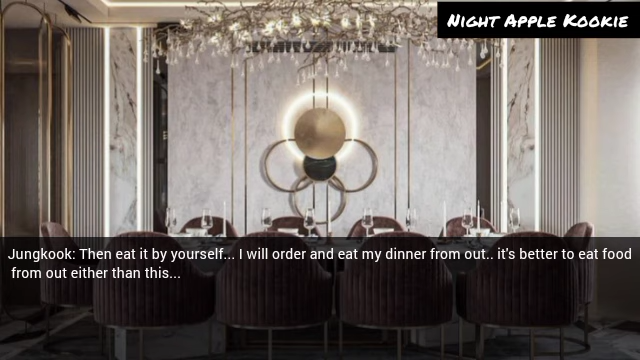 Night Apple Kookie
Jungkook: Then eat it by yourself... I will order and eat my dinner from out.. it's better to eat food
from out either than this...